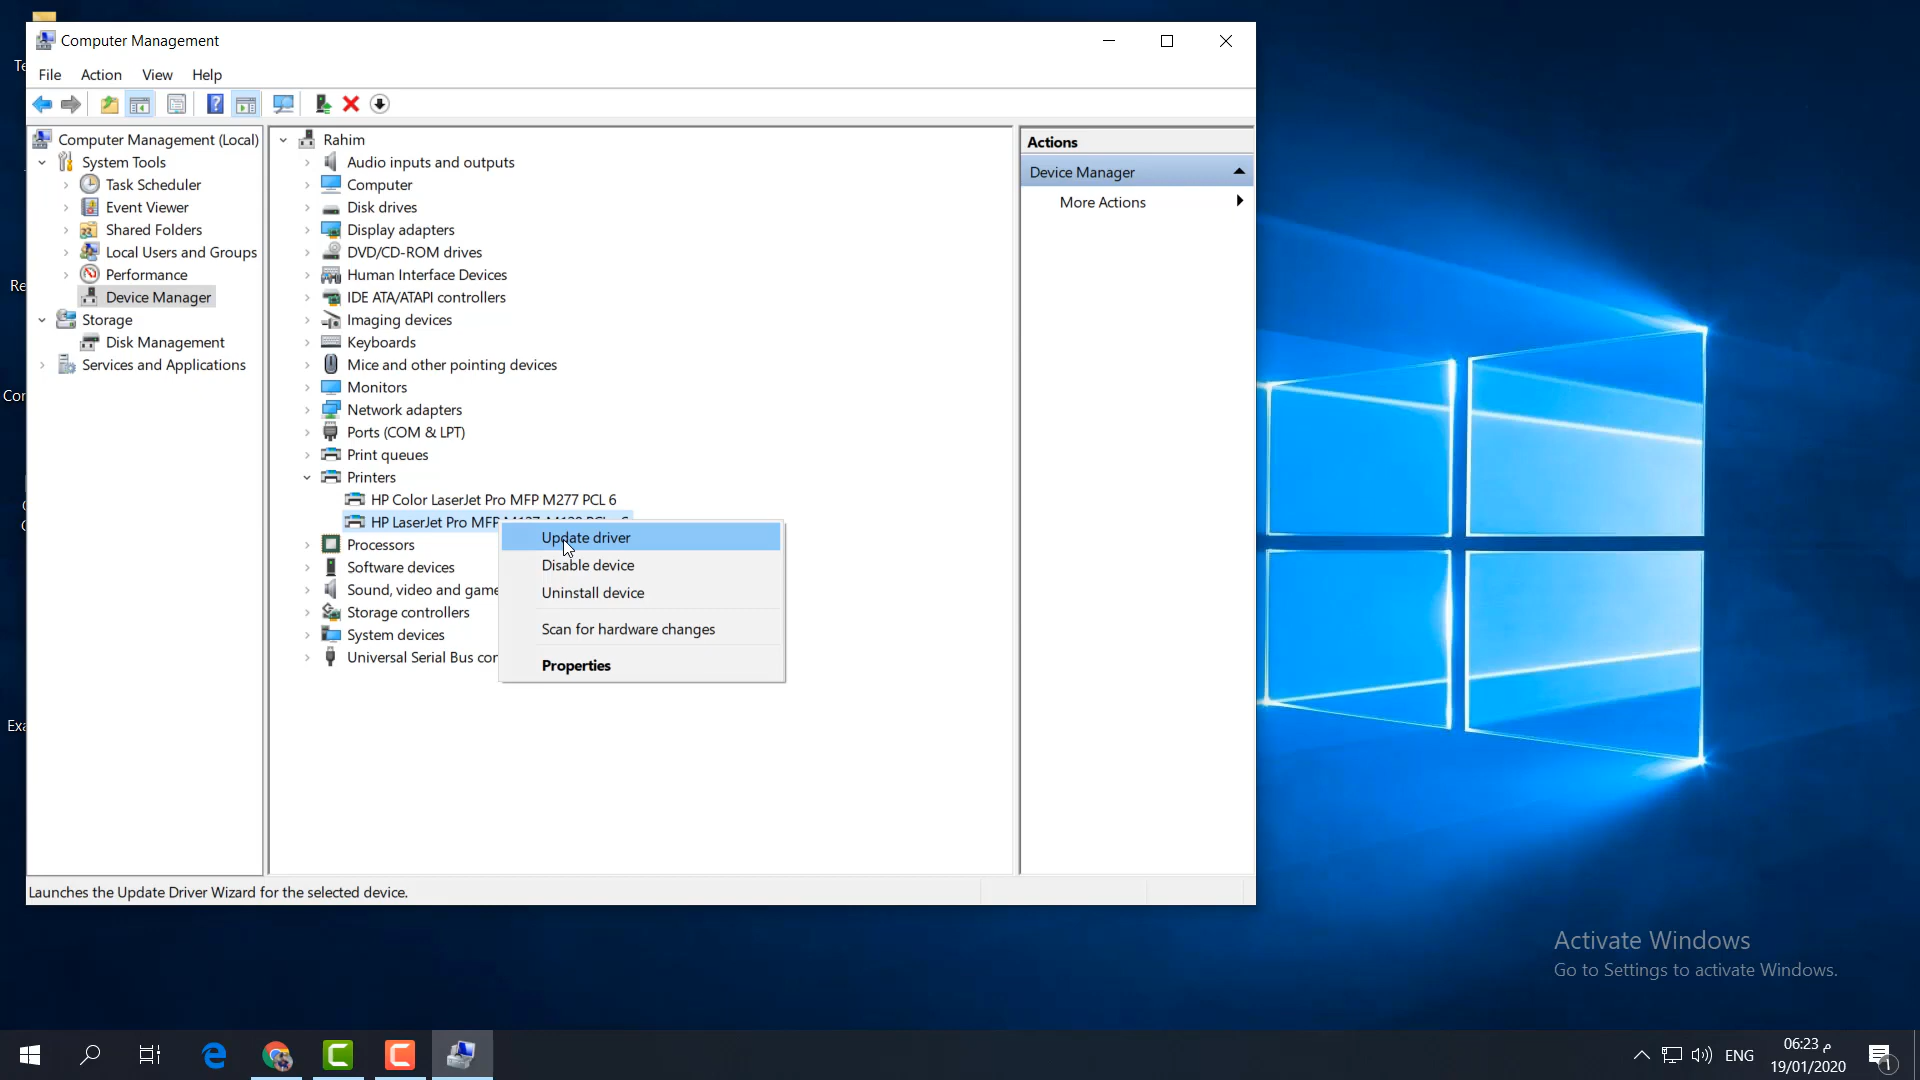 Computer Management
File Action View Help
Computer Management (Local)
System Tools
Task Scheduler
Event Viewer
Shared Folders
Local Users and Groups
Performance
Device Manager
Storage
Disk Management
Services and Applications
Rahim
Audio inputs and outputs
Computer
Disk drives
Display adapters
DVD/CD-ROM drives
Human Interface Devices
IDE ATA/ATAPI controllers
Imaging devices
Keyboards
Mice and other pointing devices
Monitors
Network adapters
Ports (COM & LPT)
Print queues
Printers
HP Color LaserJet Pro MFP M277 PCL 6
HP LaserJet Pro MFP
Processors
Software devices
Sound, video and game
Storage controllers
System devices
Universal Serial Bus cor
Update driver
Disable device
Uninstall device
Scan for hardware changes
Properties
Actions
Device Manager
More Actions
Launches the Update Driver Wizard for the selected device.
Activate Windows
Go to Settings to activate Windows.
ENG
06:23 م
19/01/2020
1